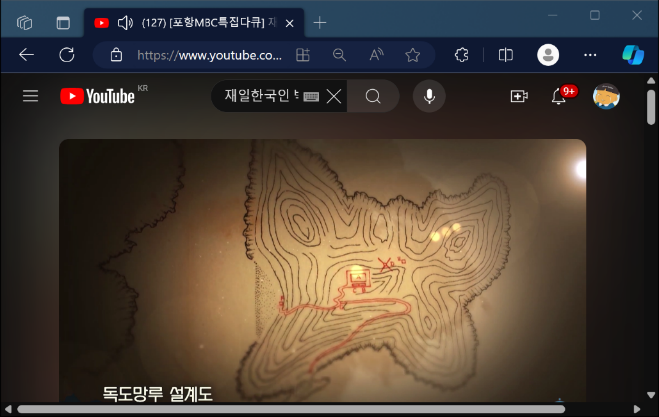 (127) [포항MBC특집다큐] 재
https://www.youtube.co...
YouTube KR
재일한국인
9+
독도망루 설계도